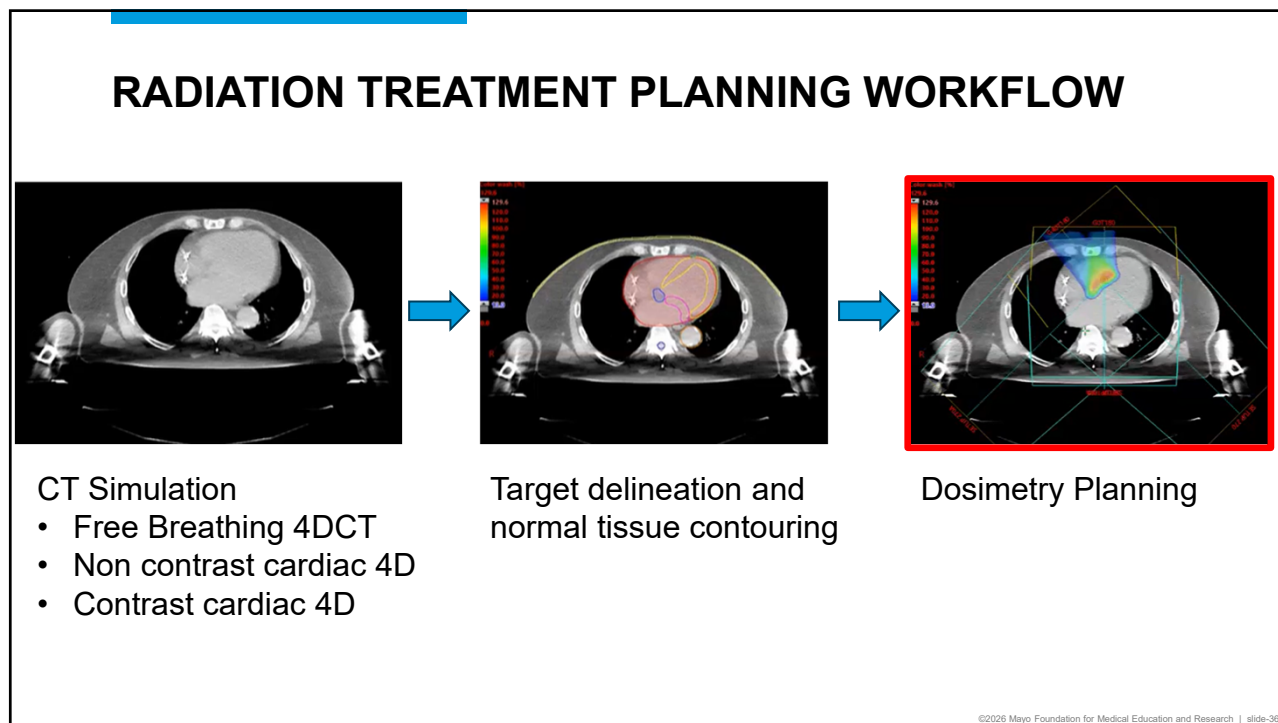 RADIATION TREATMENT PLANNING WORKFLOW
CT Simulation
• Free Breathing 4DCT
• Non contrast cardiac 4D
• Contrast cardiac 4D
Target delineation and
normal tissue contouring
Dosimetry Planning
©2026 Mayo Foundation for Medical Education and Research | slide-36